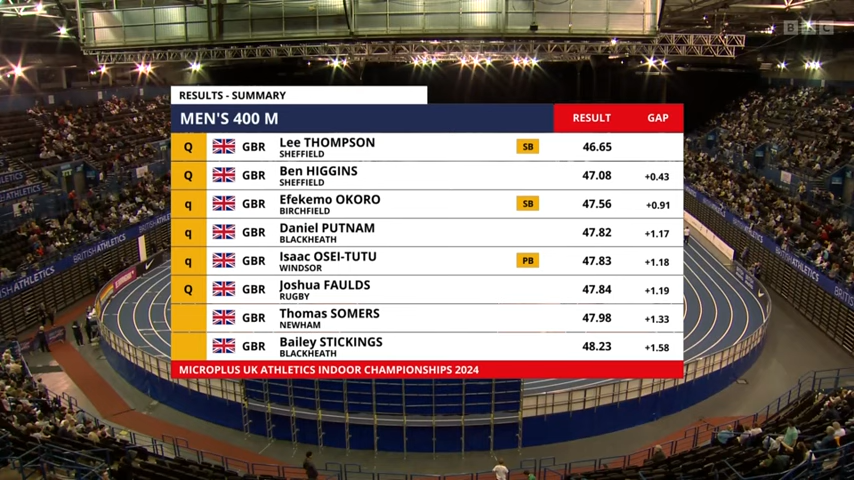 BBC
RESULTS - SUMMARY
MEN'S 400 M RESULT GAP
Q GBR Lee THOMPSON SB 46.65
SHEFFIELD
Q GBR Ben HIGGINS 47.08 +0.43
SHEFFIELD
q GBR Efekemo OKORO SB 47.56 +0.91
BIRCHFIELD
q GBR Daniel PUTNAM 47.82 +1.17
BLACKHEATH
q GBR Isaac OSEI-TUTU PB 47.83 +1.18
WINDSOR
Q GBR Joshua FAULDS 47.84 +1.19
RUGBY
GBR Thomas SOMERS 47.98 +1.33
NEWHAM
GBR Bailey STICKINGS 48.23 +1.58
BLACKHEATH
MICROPLUS UK ATHLETICS INDOOR CHAMPIONSHIPS 2024
BRITISH ATHLETICS
BRITISH ATHLETICS